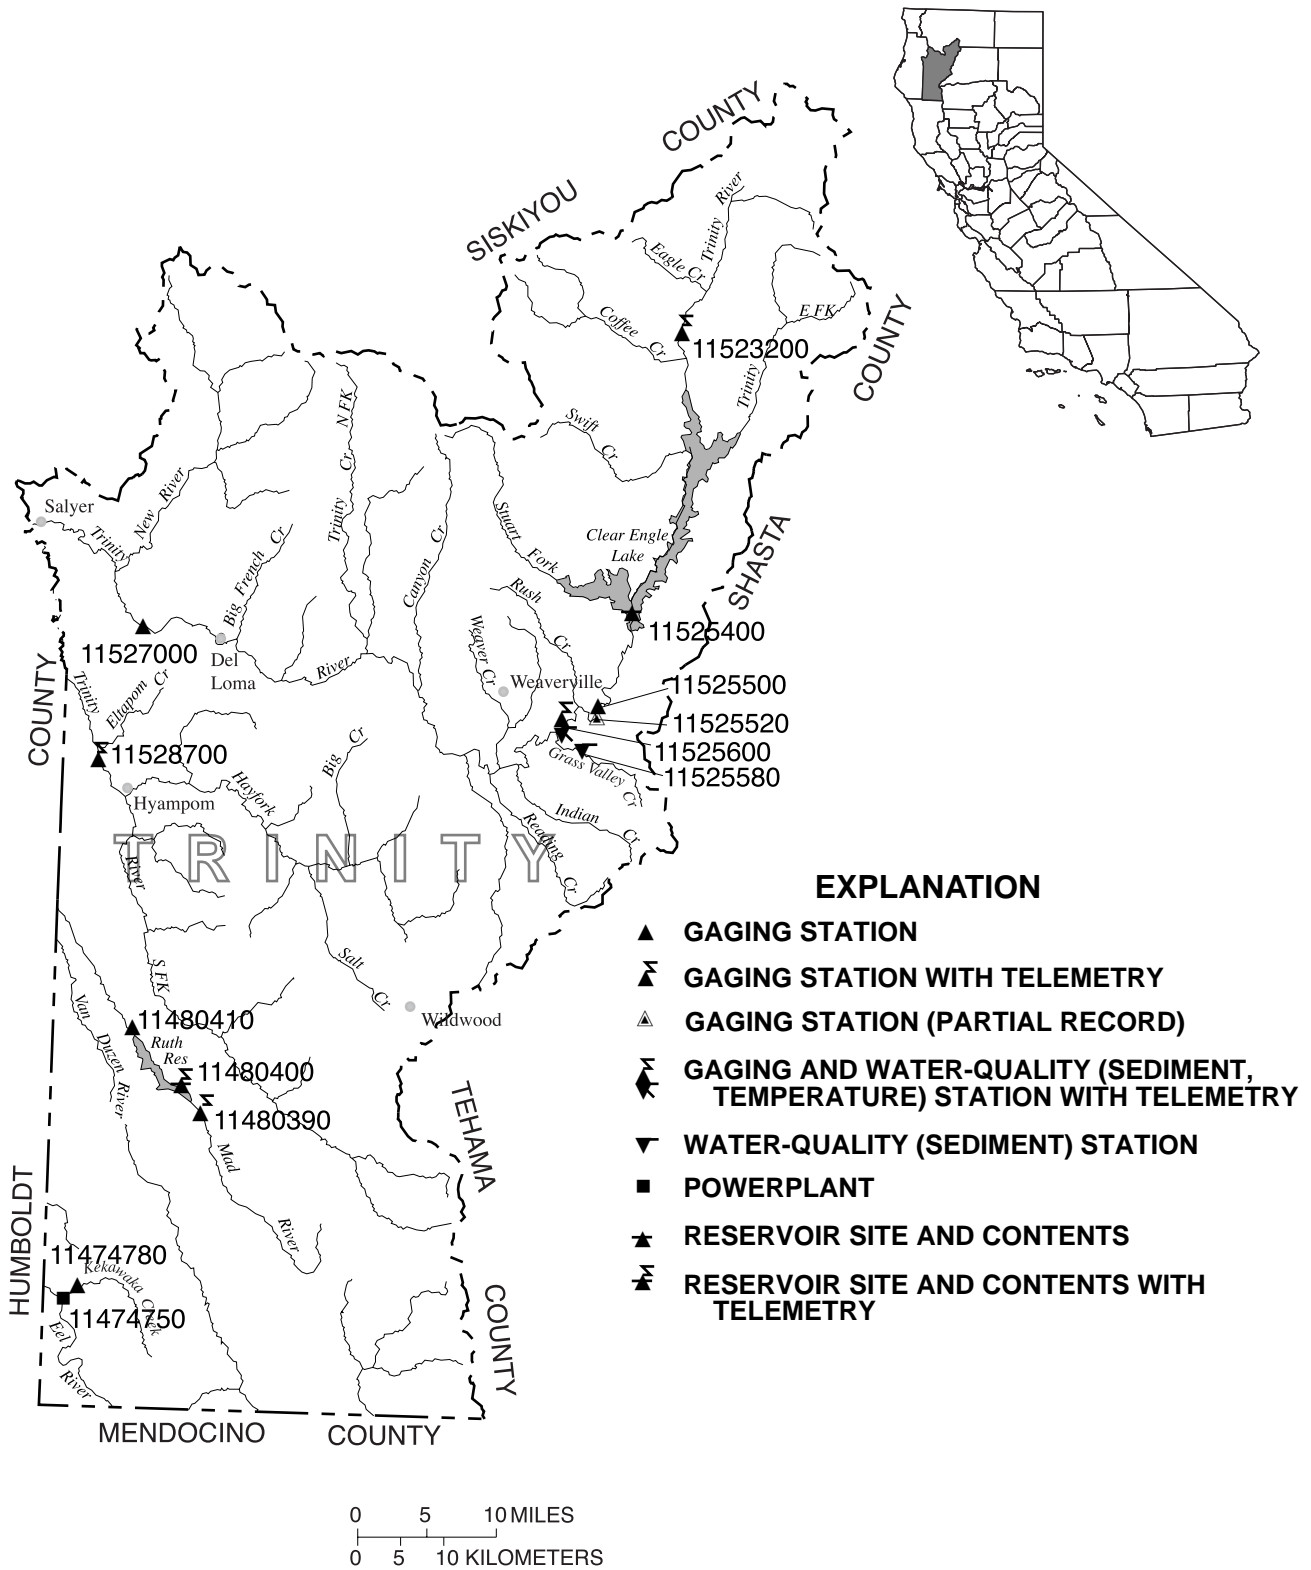 COUNTY
SISKIYOU
River
Trinity
Eagle Cr
Coffee Cr
E FK
11523200
COUNTY
Trinity
N FK
Swift Cr
Salyer
New River
Trinity
Cr
Trinity
Stuart Fork
Clear Engle
Lake
SHASTA
Big French Cr
Canyon Cr
Rush Cr
11525400
11527000
Del
Loma
River
Weaver Cr
Weaverville
11525500
11525520
11525600
11525580
COUNTY
Trinity
Eltapom Cr
11528700
Hyampom
Hayfork
Big Cr
Grass Valley Cr
Indian Cr
Reading Cr
TRINITY
River
EXPLANATION
GAGING STATION
GAGING STATION WITH TELEMETRY
GAGING STATION (PARTIAL RECORD)
GAGING AND WATER-QUALITY (SEDIMENT,
TEMPERATURE) STATION WITH TELEMETRY
WATER-QUALITY (SEDIMENT) STATION
POWERPLANT
RESERVOIR SITE AND CONTENTS
RESERVOIR SITE AND CONTENTS WITH
TELEMETRY
S FK
Salt Cr
Wildwood
Van Duzen River
11480410
Ruth
Res
11480400
11480390
Mad River
TEHAMA
COUNTY
HUMBOLDT
11474780
Kekawaka Creek
11474750
Eel River
MENDOCINO COUNTY
0 5 10 MILES
0 5 10 KILOMETERS